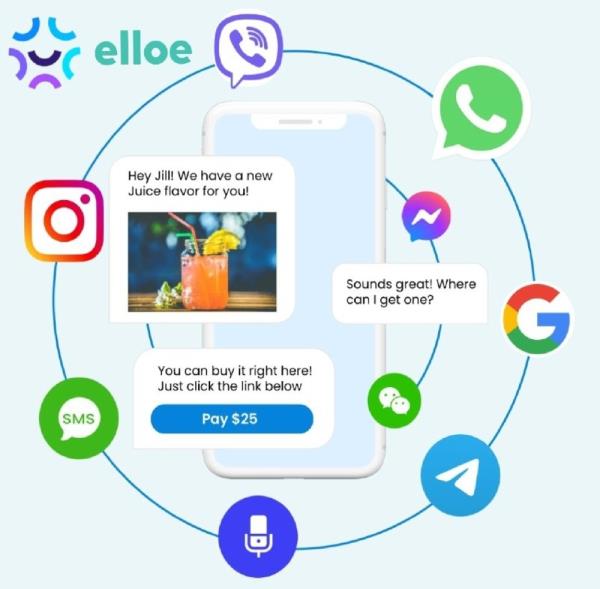 elloe
Hey Jill! We have a new
Juice flavor for you!
Sounds great! Where
can I get one?
You can buy it right here!
Just click the link below
SMS
Pay $25